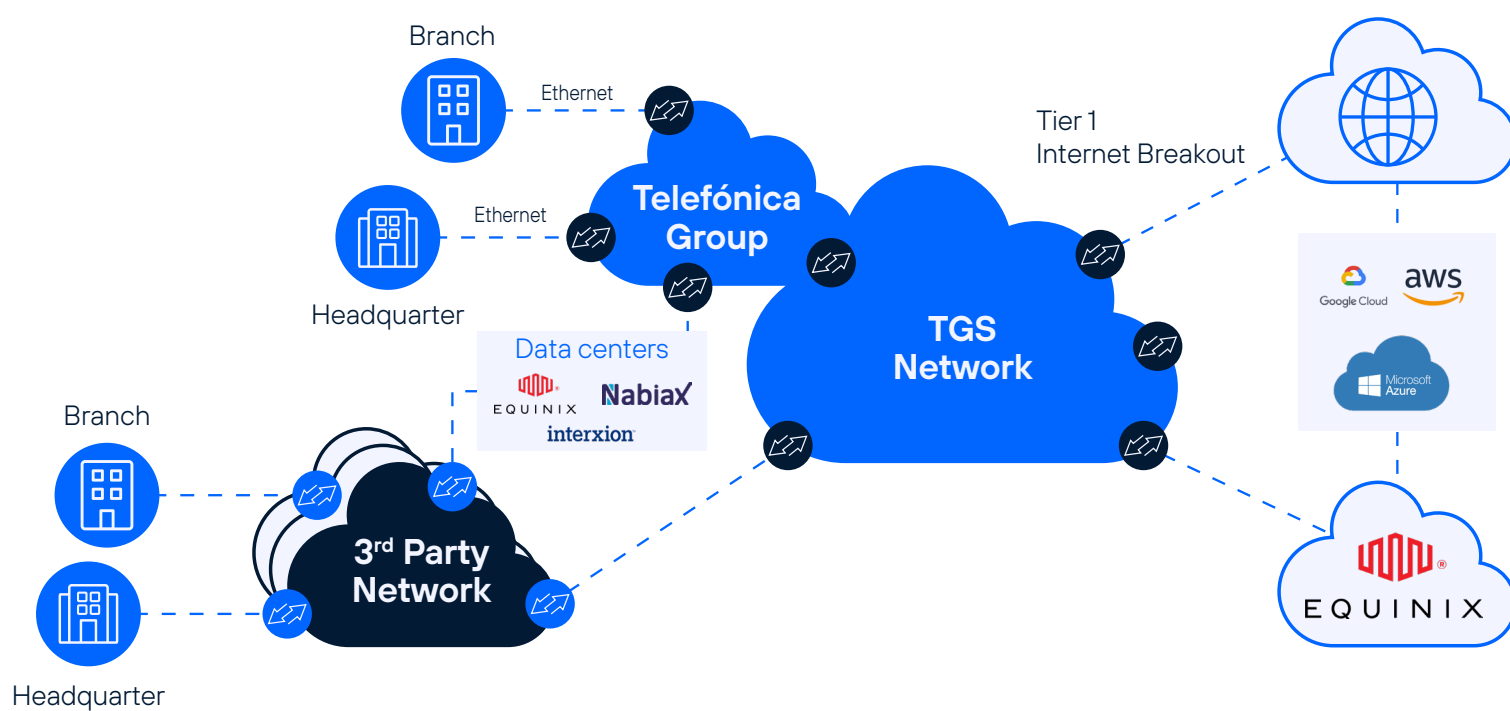 Branch
Ethernet
Tier 1
Internet Breakout
Telefónica
Group
Ethernet
Headquarter
TGS
Network
Google Cloud
aws
Microsoft
Azure
Data centers
EQUINIX
Nabiax
interxion
Branch
3rd Party
Network
EQUINIX®
Headquarter